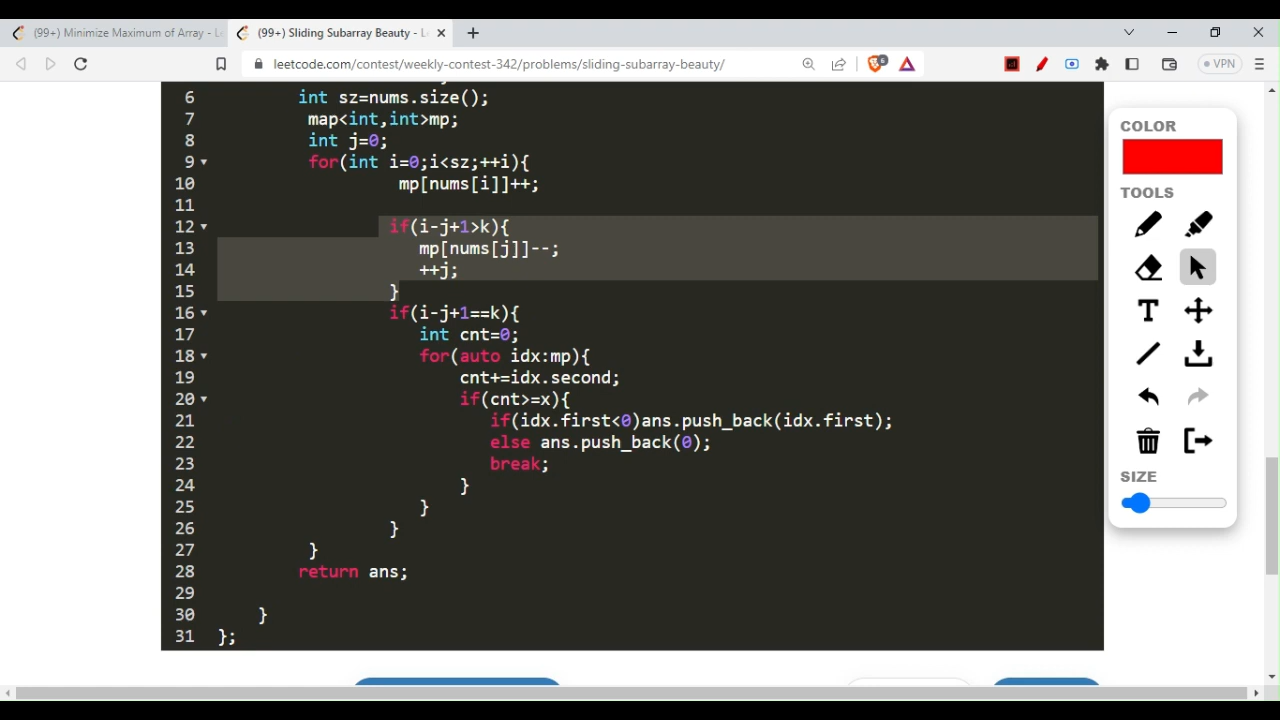 (99+) Minimize Maximum of Array - L
(99+) Sliding Subarray Beauty - L
leetcode.com/contest/weekly-contest-342/problems/sliding-subarray-beauty/
6
VPN
6 int sz=nums.size();
7 map<int,int>mp;
8 int j=0;
9 for(int i=0;i<sz;++i){
10 mp[nums[i]]++;
11
12 if(i-j+1>k){
13 mp[nums[j]]--;
14 ++j;
15 }
16 if(i-j+1==k){
17 int cnt=0;
18 for(auto idx:mp){
19 cnt+=idx.second;
20 if(cnt>=x){
21 if(idx.first<0)ans.push_back(idx.first);
22 else ans.push_back(0);
23 break;
24 }
25 }
26 }
27 }
28 return ans;
29
30 }
31 };
COLOR
TOOLS
T
SIZE